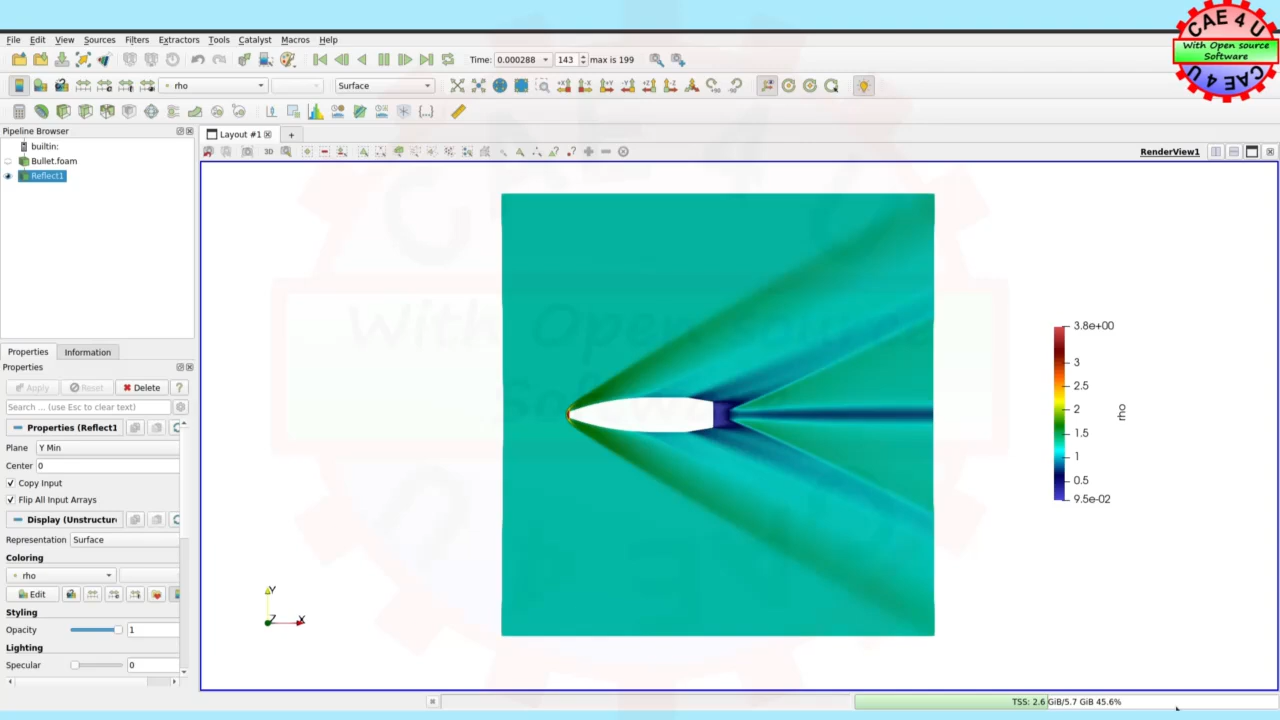 CAE 4 U
With Open source
Software
CAE 4 U
File Edit View Sources Filters Extractors Tools Catalyst Macros Help
Time: 0.000288 143 max is 199
rho Surface
Pipeline Browser
Layout #1
builtin:
Bullet.foam
Reflect1
3D
RenderView1
Properties Information
Properties
Apply Reset Delete ?
Search ... (use Esc to clear text)
Properties (Reflect1
Plane Y Min
Center 0
Copy Input
Flip All Input Arrays
Display (Unstructur
Representation Surface
Coloring
rho
Edit
Styling
Opacity 1
Lighting
Specular 0
3.8e+00
3
2.5
2
1.5
1
0.5
9.5e-02
rho
Y
Z
X
With Open source
Software
TSS: 2.6 GiB/5.7 GiB 45.6%